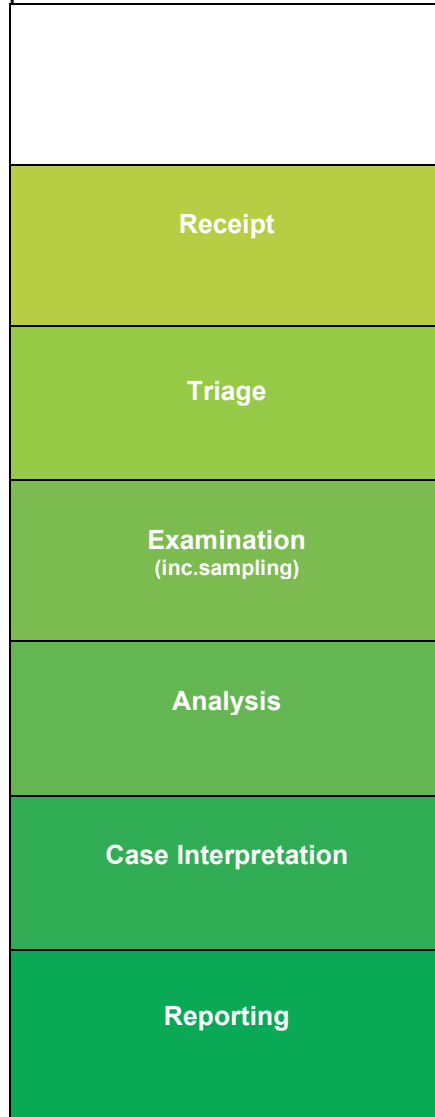 Receipt
Triage
Examination
(inc.sampling)
Analysis
Case Interpretation
Reporting